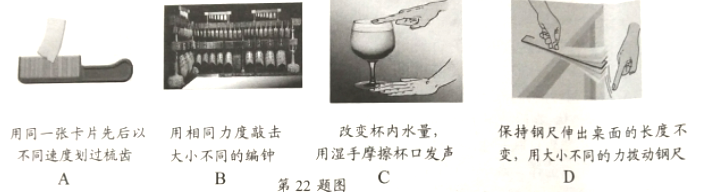 用同一张卡片先后以
不同速度划过梳齿
A
用相同力度敲击
大小不同的编钟
B
改变杯内水量，
用湿手摩擦杯口发声
C
保持钢尺伸出桌面的长度不
变，用大小不同的力拨动钢尺
D
第 22 题图